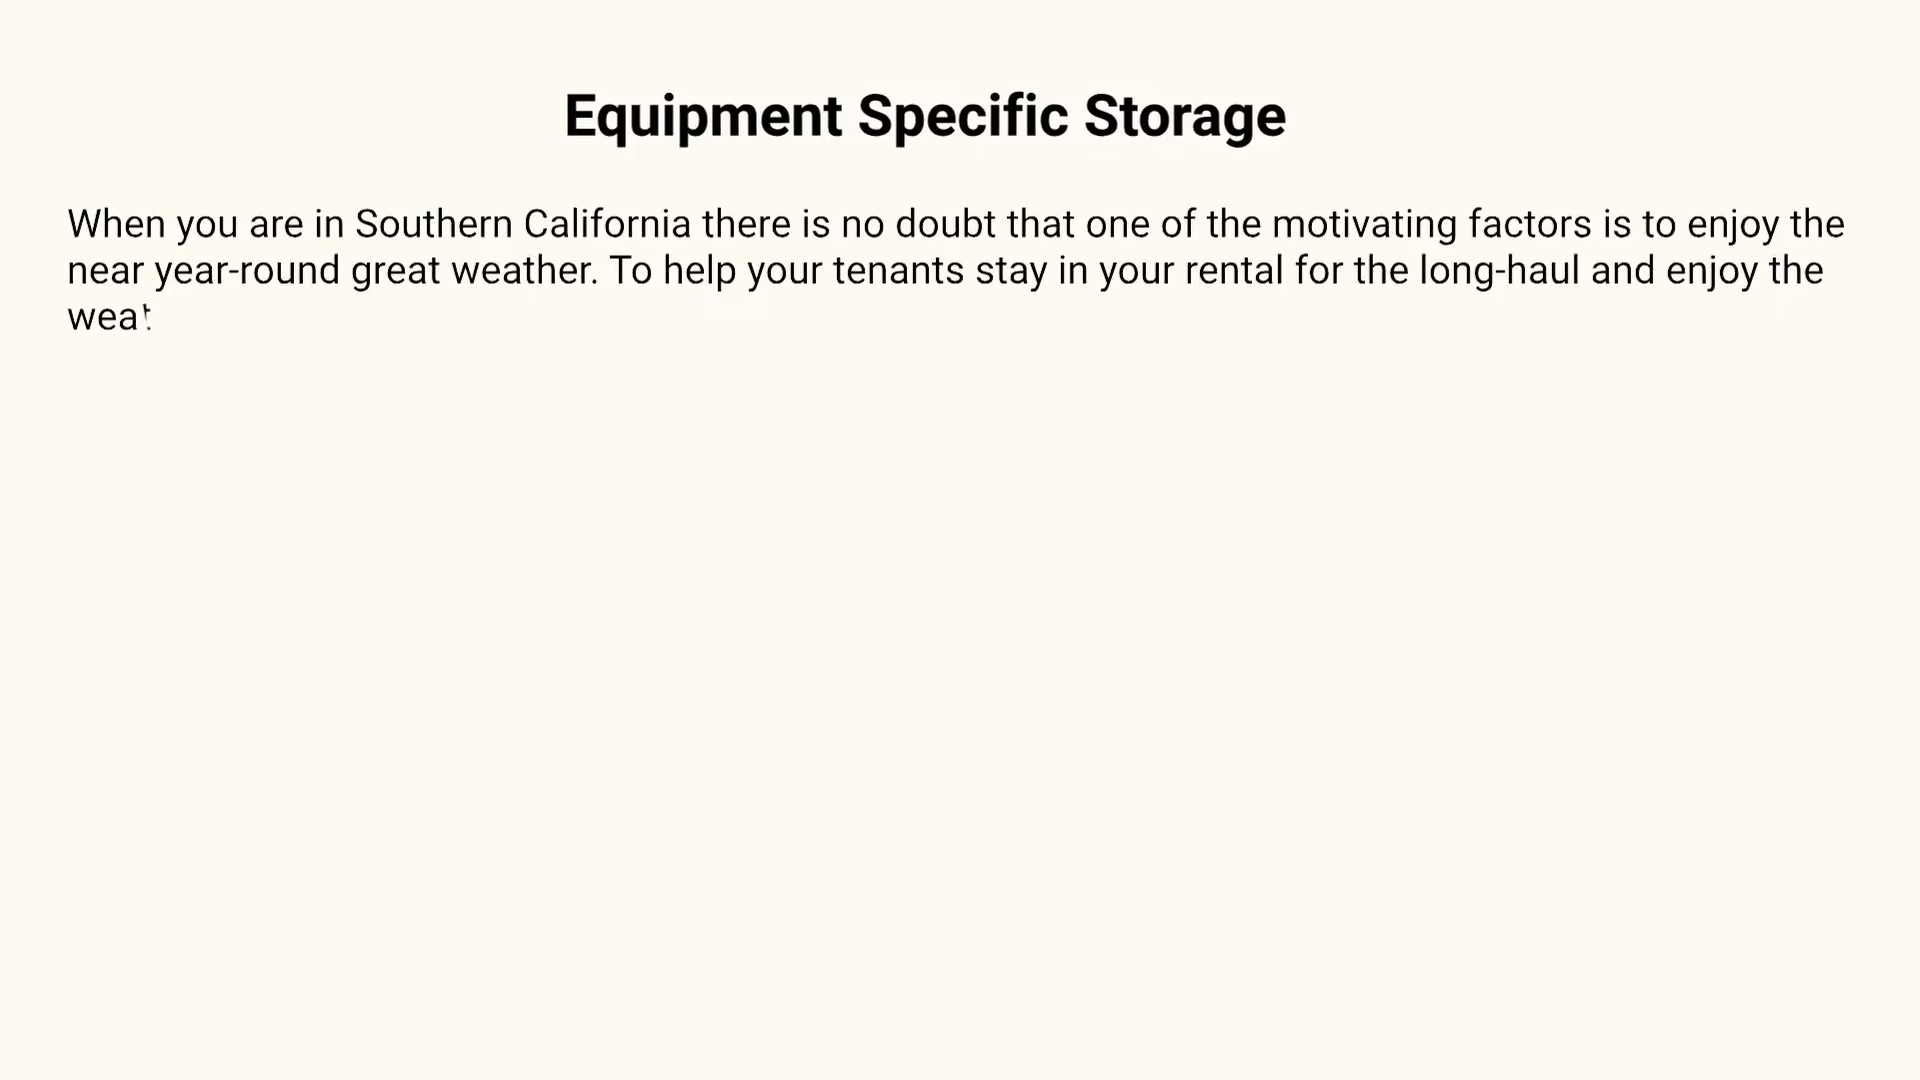 Equipment Specific Storage
When you are in Southern California there is no doubt that one of the motivating factors is to enjoy the
near year-round great weather. To help your tenants stay in your rental for the long-haul and enjoy the
wea